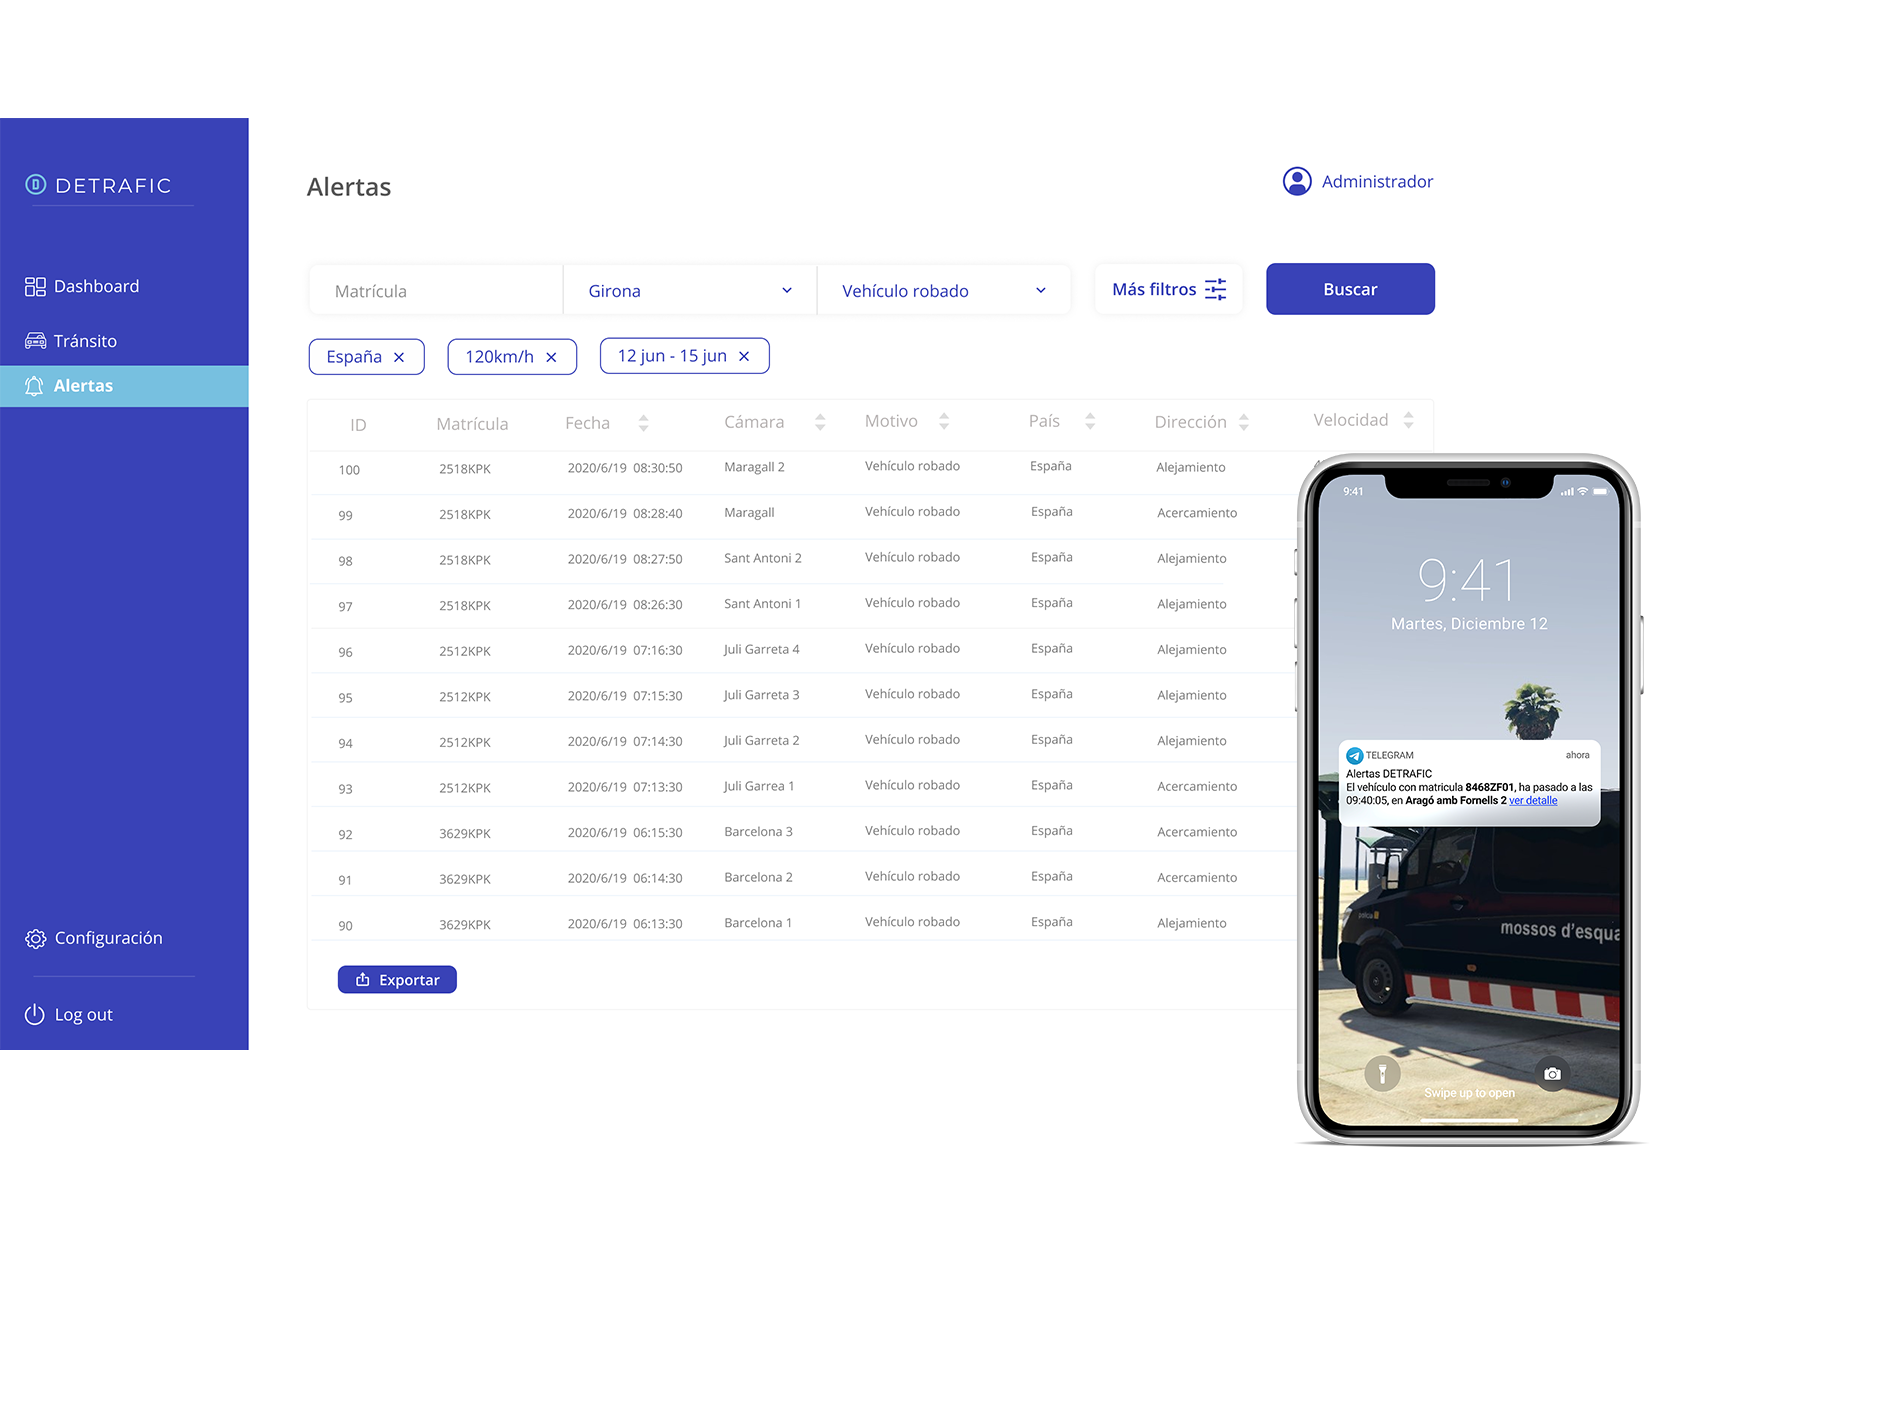 DETRAFIC
Dashboard
Tránsito
Alertas
Configuración
Log out
Alertas
Administrador
Matrícula
Girona
Vehículo robado
Más filtros
Buscar
España
120km/h
12 jun - 15 jun
ID Matrícula Fecha Cámara Motivo País Dirección Velocidad
100 2518KPK 2020/6/19 08:30:50 Maragall 2 Vehículo robado España Alejamiento
99 2518KPK 2020/6/19 08:28:40 Maragall Vehículo robado España Acercamiento
98 2518KPK 2020/6/19 08:27:50 Sant Antoni 2 Vehículo robado España Alejamiento
97 2518KPK 2020/6/19 08:26:30 Sant Antoni 1 Vehículo robado España Alejamiento
96 2512KPK 2020/6/19 07:16:30 Juli Garreta 4 Vehículo robado España Alejamiento
95 2512KPK 2020/6/19 07:15:30 Juli Garreta 3 Vehículo robado España Alejamiento
94 2512KPK 2020/6/19 07:14:30 Juli Garreta 2 Vehículo robado España Alejamiento
93 2512KPK 2020/6/19 07:13:30 Juli Garrea 1 Vehículo robado España Acercamiento
92 3629KPK 2020/6/19 06:15:30 Barcelona 3 Vehículo robado España Acercamiento
91 3629KPK 2020/6/19 06:14:30 Barcelona 2 Vehículo robado España Acercamiento
90 3629KPK 2020/6/19 06:13:30 Barcelona 1 Vehículo robado España Alejamiento
Exportar
9:41
9:41
Martes, Diciembre 12
TELEGRAM ahora
Alertas DETRAFIC
El vehículo con matricula 8468ZF01, ha pasado a las
09:40:05, en Aragó amb Fornells 2 ver detalle
policia
mossos d'esqua
Swipe up to open